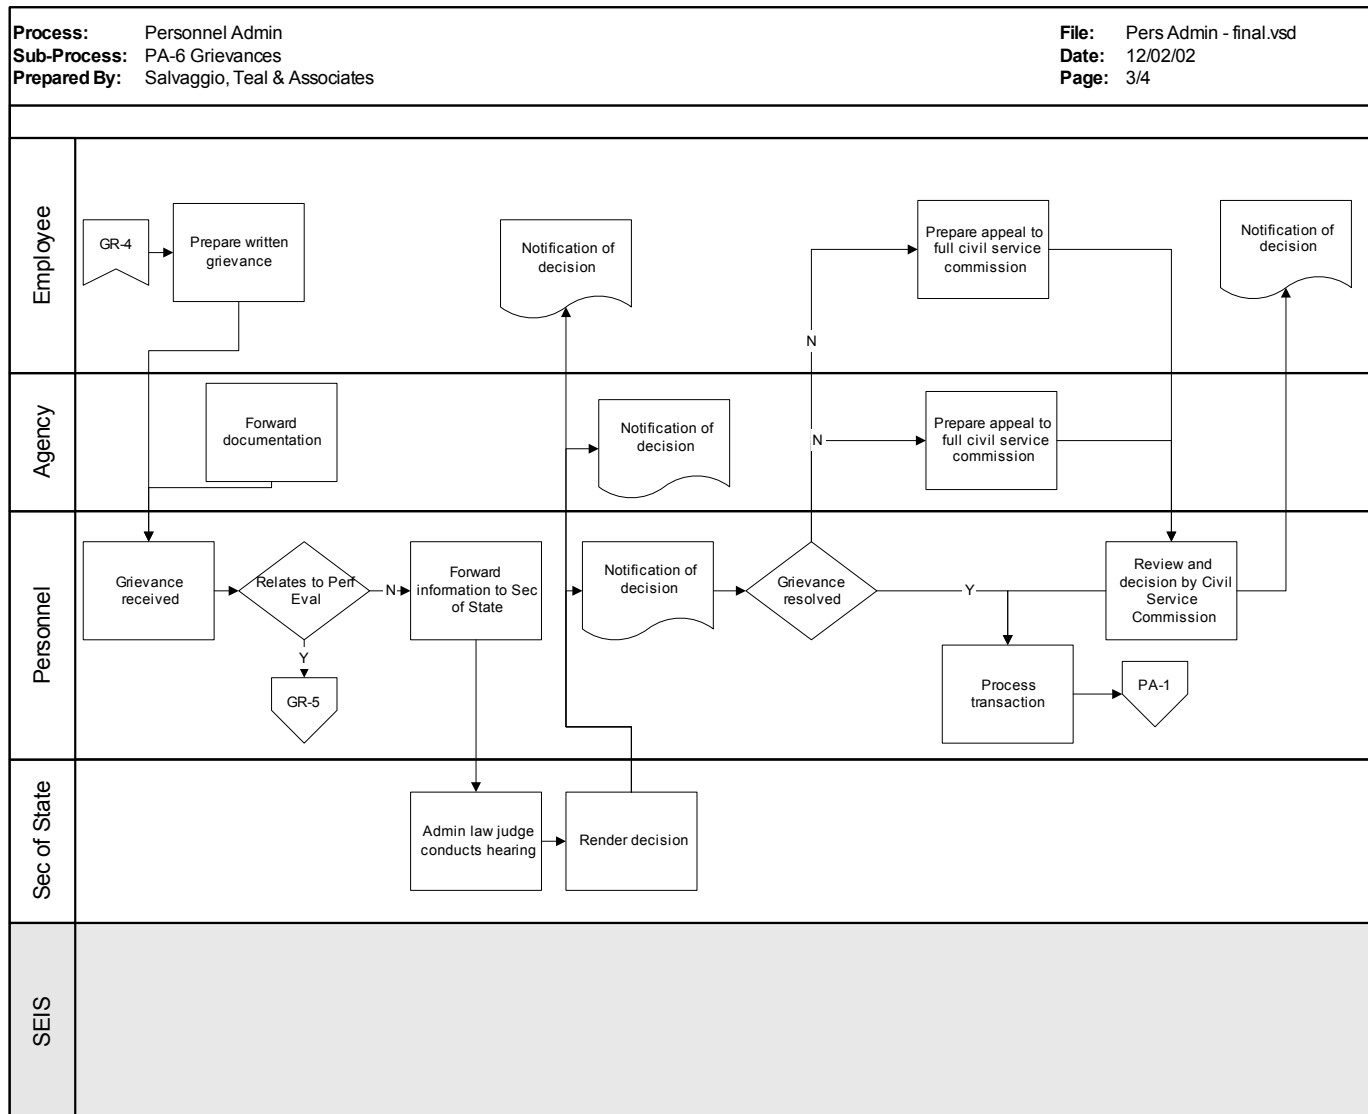 Process: Personnel Admin
Sub-Process: PA-6 Grievances
Prepared By: Salvaggio, Teal & Associates
File: Pers Admin - final.vsd
Date: 12/02/02
Page: 3/4
Employee
GR-4
Prepare written
grievance
Notification of
decision
N
Prepare appeal to
full civil service
commission
Notification of
decision
Agency
Forward
documentation
Notification of
decision
N
Prepare appeal to
full civil service
commission
Personnel
Grievance
received
Relates to Perf
Eval
N
Y
GR-5
Forward
information to Sec
of State
Notification of
decision
Grievance
resolved
Y
Review and
decision by Civil
Service
Commission
Process
transaction
PA-1
Sec of State
Admin law judge
conducts hearing
Render decision
SEIS